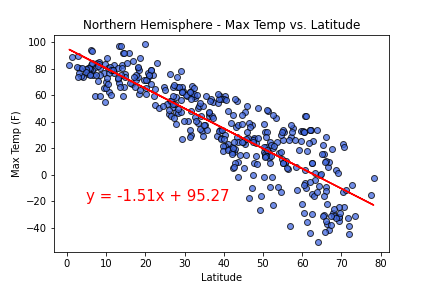 Northern Hemisphere - Max Temp vs. Latitude
Max Temp (F)
100
80
60
40
20
0
−20
−40
y = -1.51x + 95.27
0 10 20 30 40 50 60 70 80
Latitude